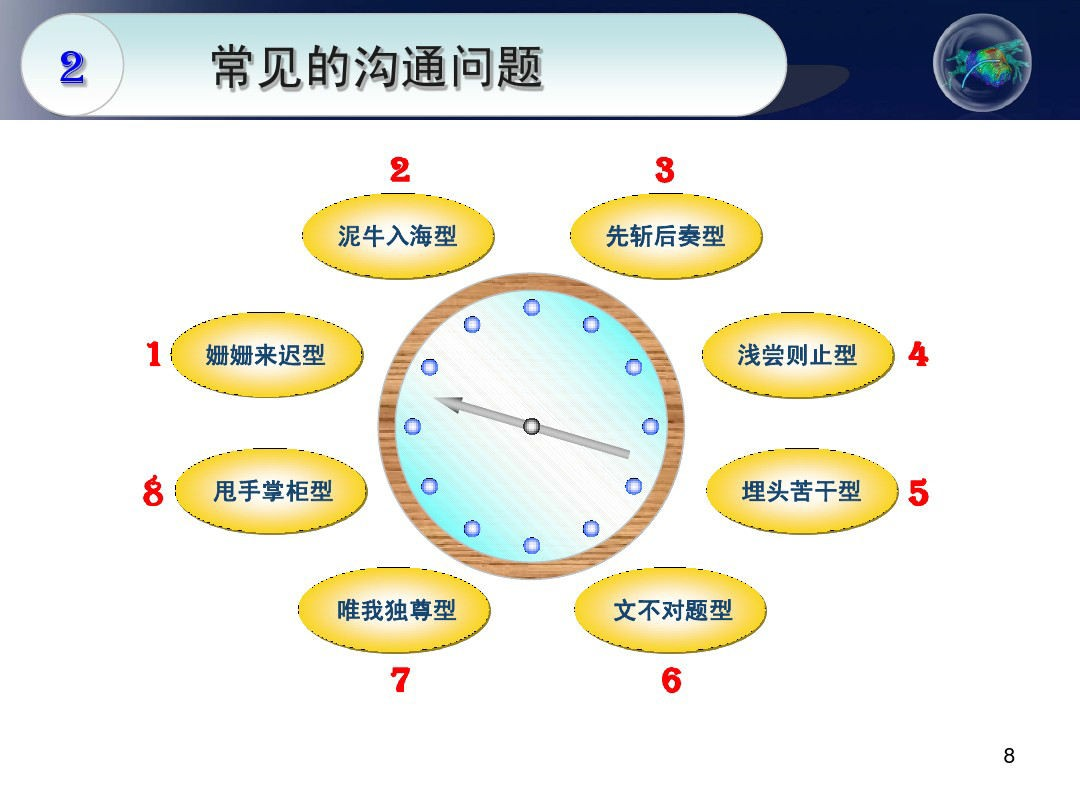 2
常见的沟通问题
2
3
泥牛入海型
先斩后奏型
1
姗姗来迟型
浅尝则止型
4
8
甩手掌柜型
埋头苦干型
5
唯我独尊型
文不对题型
7
6
8